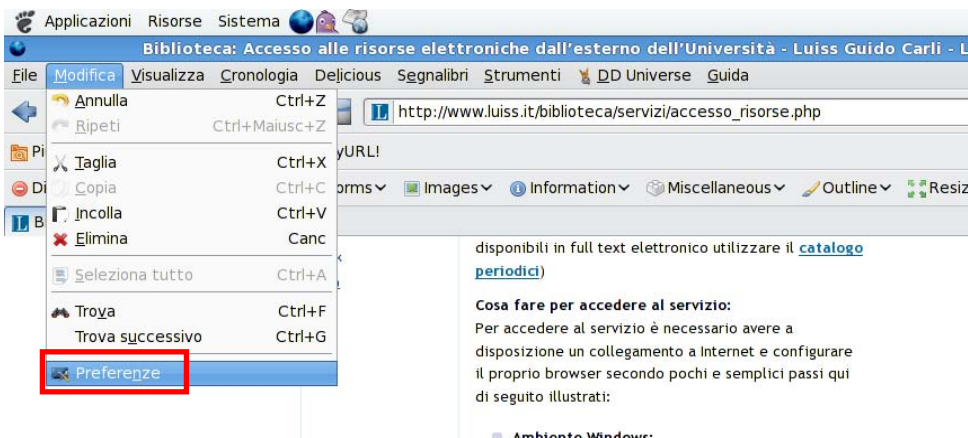 Applicazioni Risorse Sistema
Biblioteca: Accesso alle risorse elettroniche dall'esterno dell'Università - Luiss Guido Carli - L
File Modifica Visualizza Cronologia Delicious Segnalibri Strumenti DD Universe Guida
Annulla Ctrl+Z
http://www.luiss.it/biblioteca/servizi/accesso_risorse.php
Ripeti Ctrl+Maiusc+Z
Pi
yURL!
Taglia Ctrl+X
Di
Copia Ctrl+C
orms Images Information Miscellaneous Outline Resiz
Incolla Ctrl+V
B
Elimina Canc
Seleziona tutto Ctrl+A
Trova Ctrl+F
Trova successivo Ctrl+G
Preferenze
disponibili in full text elettronico utilizzare il catalogo
periodici)
Cosa fare per accedere al servizio:
Per accedere al servizio è necessario avere a
disposizione un collegamento a Internet e configurare
il proprio browser secondo pochi e semplici passi qui
di seguito illustrati:
Ambiente Windows: